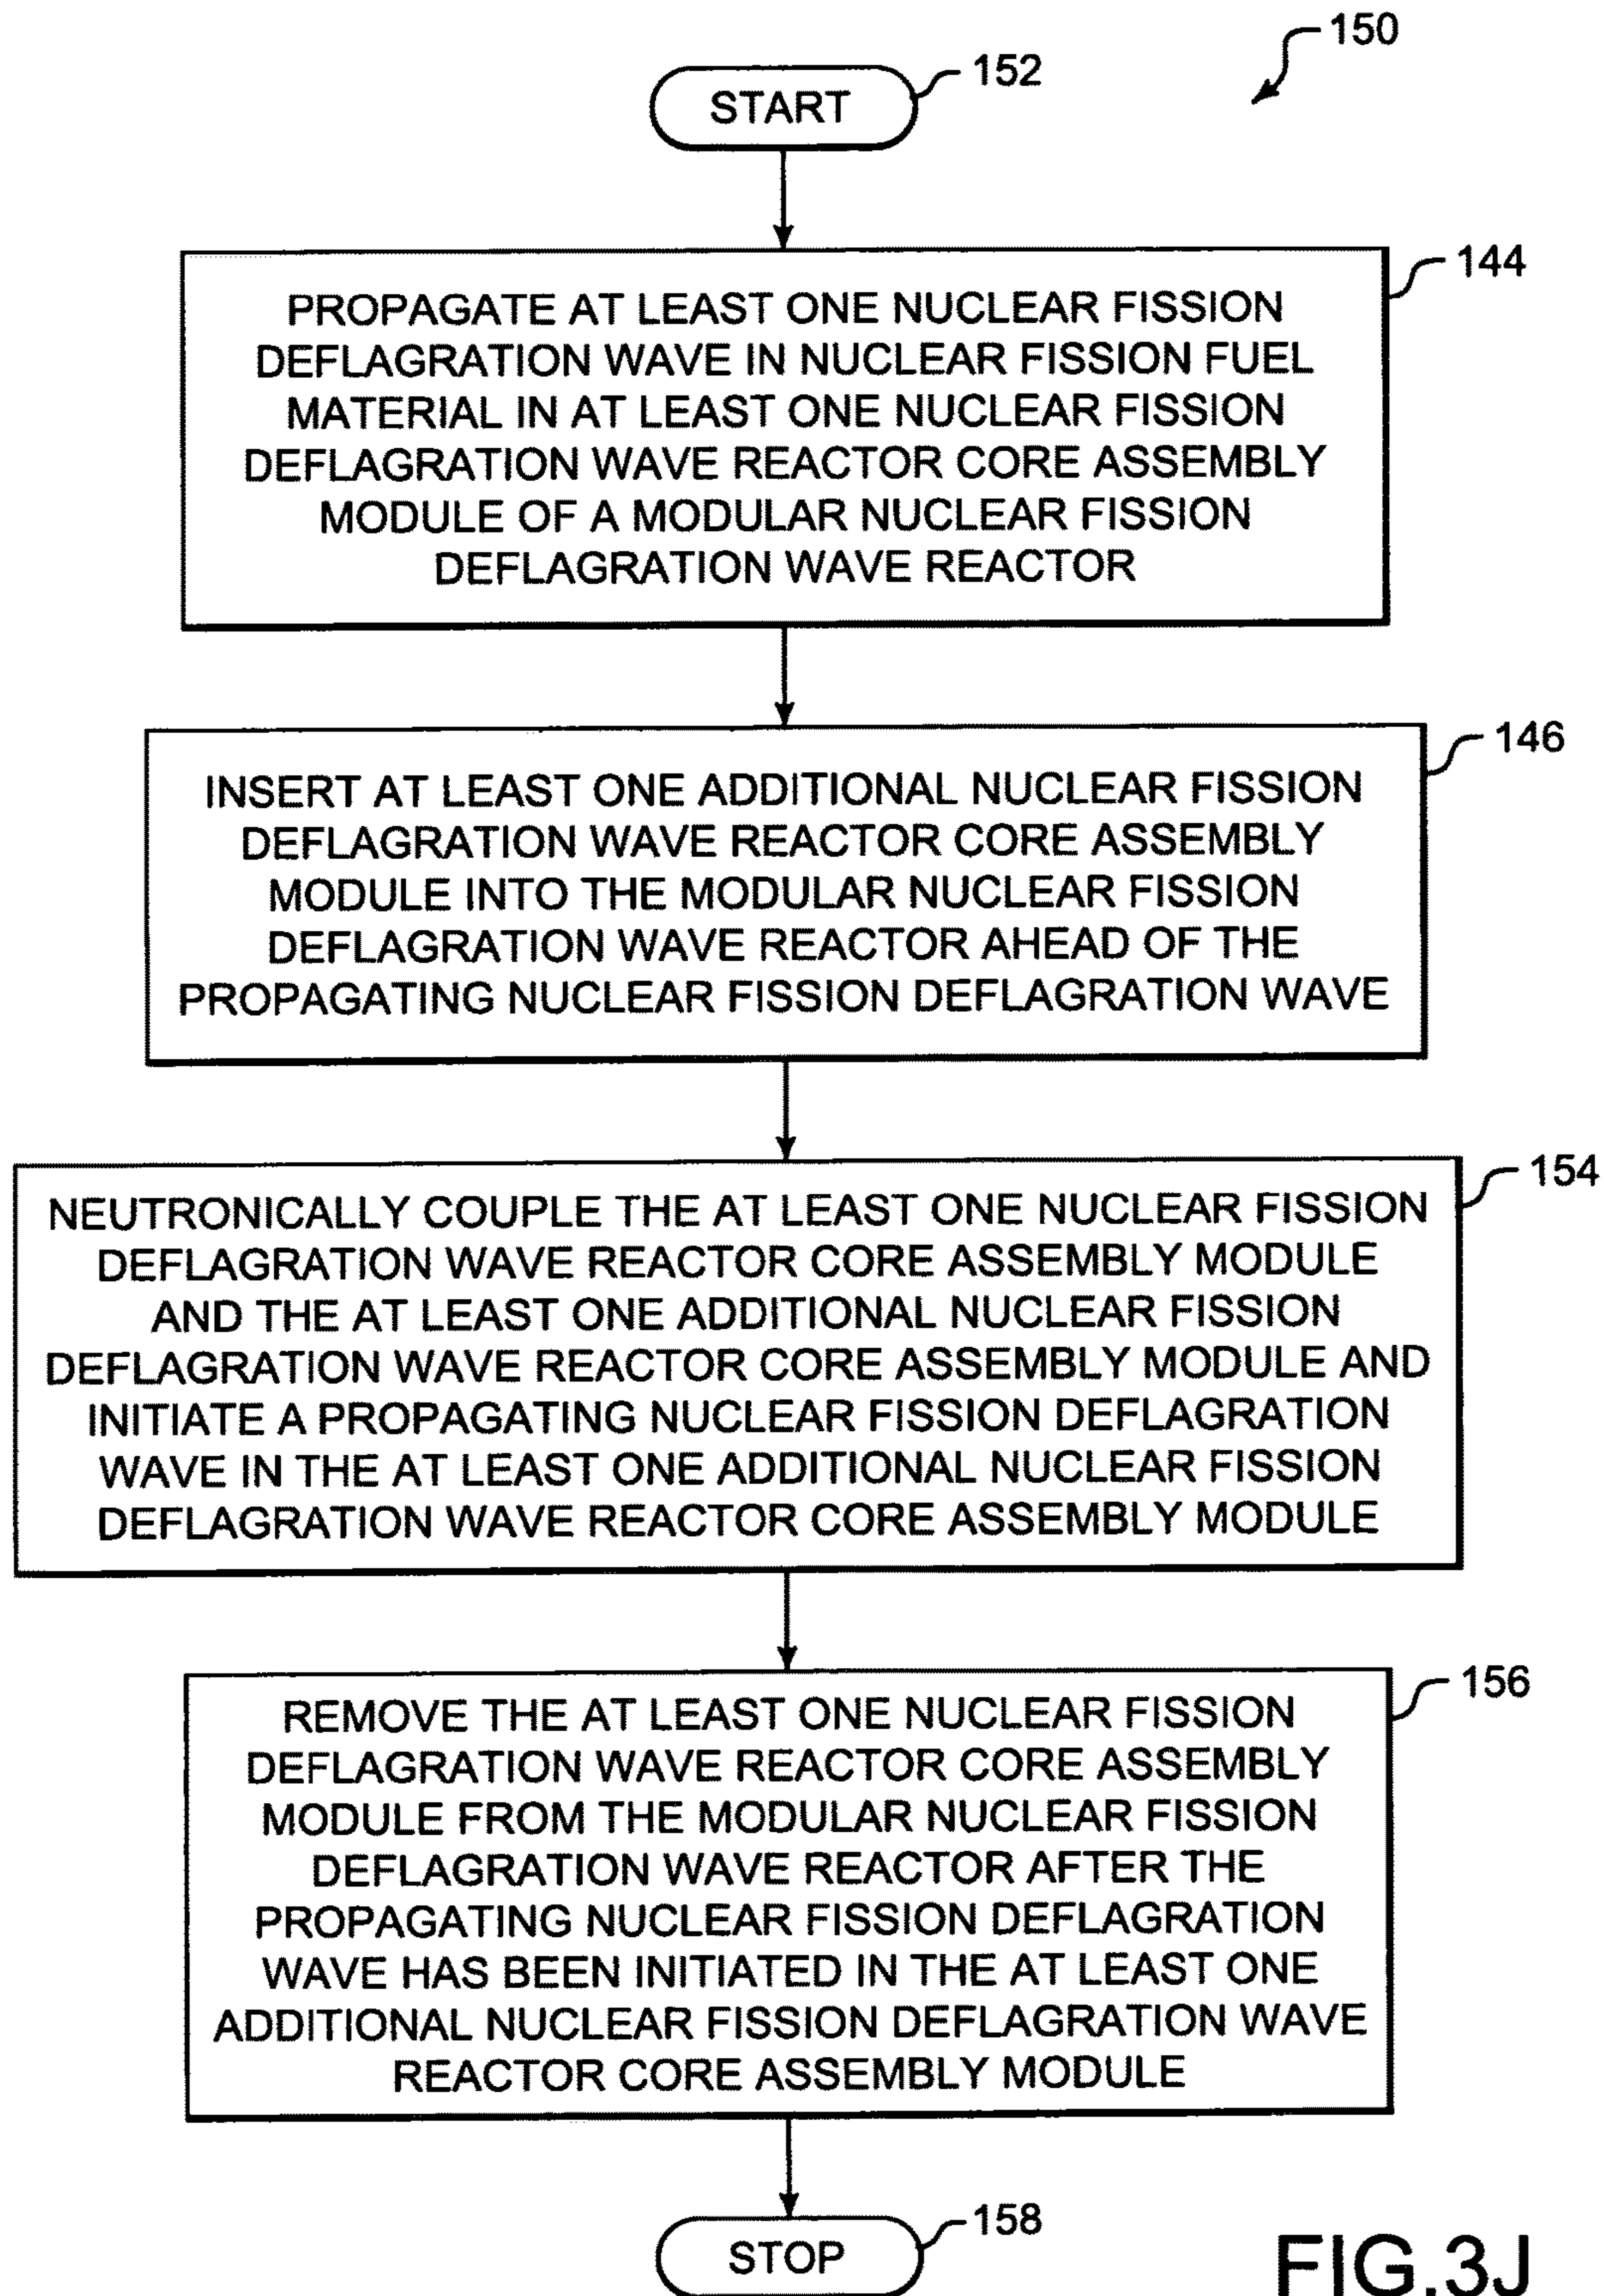 150
152
START
144
PROPAGATE AT LEAST ONE NUCLEAR FISSION
DEFLAGRATION WAVE IN NUCLEAR FISSION FUEL
MATERIAL IN AT LEAST ONE NUCLEAR FISSION
DEFLAGRATION WAVE REACTOR CORE ASSEMBLY
MODULE OF A MODULAR NUCLEAR FISSION
DEFLAGRATION WAVE REACTOR
146
INSERT AT LEAST ONE ADDITIONAL NUCLEAR FISSION
DEFLAGRATION WAVE REACTOR CORE ASSEMBLY
MODULE INTO THE MODULAR NUCLEAR FISSION
DEFLAGRATION WAVE REACTOR AHEAD OF THE
PROPAGATING NUCLEAR FISSION DEFLAGRATION WAVE
154
NEUTRONICALLY COUPLE THE AT LEAST ONE NUCLEAR FISSION
DEFLAGRATION WAVE REACTOR CORE ASSEMBLY MODULE
AND THE AT LEAST ONE ADDITIONAL NUCLEAR FISSION
DEFLAGRATION WAVE REACTOR CORE ASSEMBLY MODULE AND
INITIATE A PROPAGATING NUCLEAR FISSION DEFLAGRATION
WAVE IN THE AT LEAST ONE ADDITIONAL NUCLEAR FISSION
DEFLAGRATION WAVE REACTOR CORE ASSEMBLY MODULE
156
REMOVE THE AT LEAST ONE NUCLEAR FISSION
DEFLAGRATION WAVE REACTOR CORE ASSEMBLY
MODULE FROM THE MODULAR NUCLEAR FISSION
DEFLAGRATION WAVE REACTOR AFTER THE
PROPAGATING NUCLEAR FISSION DEFLAGRATION
WAVE HAS BEEN INITIATED IN THE AT LEAST ONE
ADDITIONAL NUCLEAR FISSION DEFLAGRATION WAVE
REACTOR CORE ASSEMBLY MODULE
158
STOP
FIG.3J